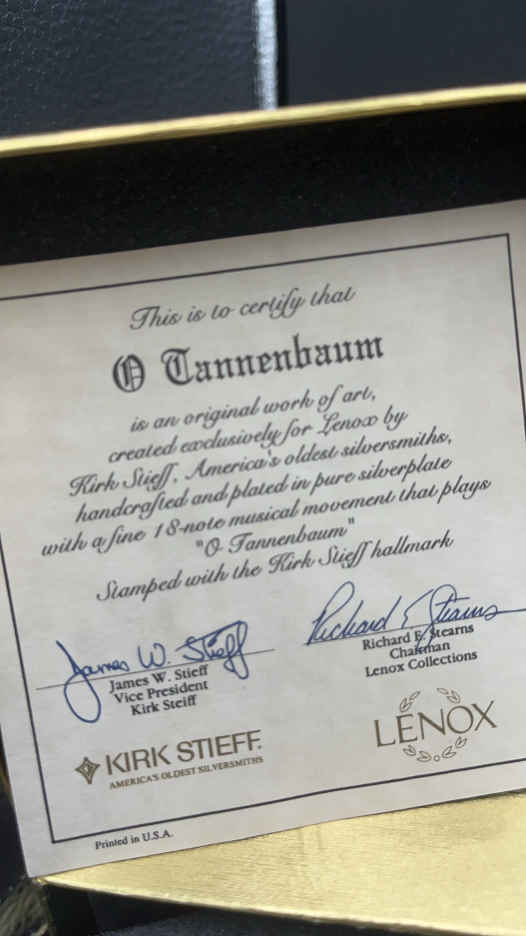 This is to certify that
O Tannenbaum
is an original work of art,
created exclusively for Lenox by
Kirk Stieff, America's oldest silversmiths,
handcrafted and plated in pure silverplate
with a fine 18-note musical movement that plays
"O Tannenbaum"
Stamped with the Kirk Stieff hallmark
James W. Stieff
James W. Stieff
Vice President
Kirk Steiff
Richard E. Stearns
Richard E. Stearns
Chairman
Lenox Collections
KIRK STIEFF.
AMERICA'S OLDEST SILVERSMITHS
LENOX
Printed in U.S.A.